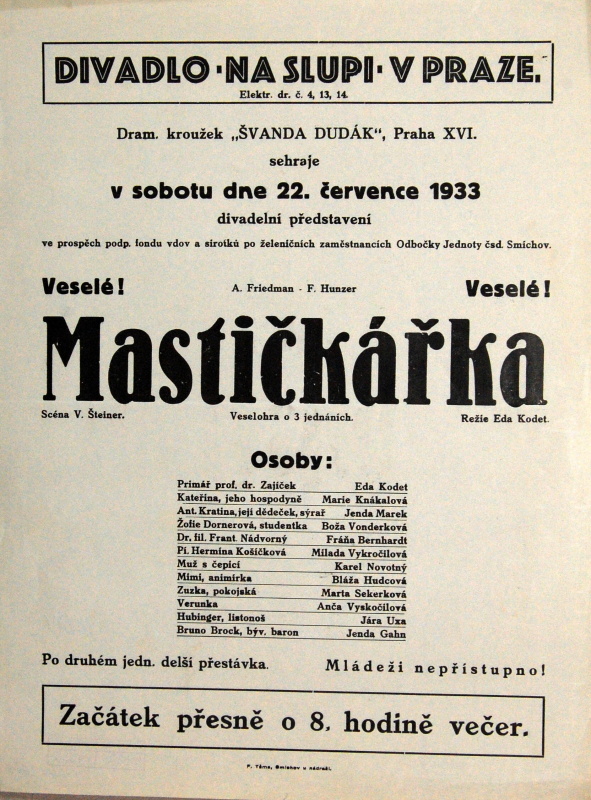 DIVADLO · NA SLUPI · V PRAZE.
Elektr. dr. č. 4, 13, 14.
Dram. kroužek „ŠVANDA DUDÁK“, Praha XVI.
sehraje
v sobotu dne 22. července 1933
divadelní představení
ve prospěch podp. fondu vdov a sirotků po železničních zaměstnancích Odbočky Jednoty čsd. Smíchov.
Veselé! A. Friedman - F. Hunzer Veselé!
Mastičkářka
Scéna V. Šteiner. Veselohra o 3 jednáních. Režie Eda Kodet.
Osoby:
Primář prof. dr. Zajíček Eda Kodet
Kateřina, jeho hospodyně Marie Knákalová
Ant. Kratina, její dědeček, sýrař Jenda Marek
Žofie Dornerová, studentka Boža Vonderková
Dr. fil. Frant. Nádvorný Fráňa Bernhardt
Pí. Hermína Košíčková Milada Vykročilová
Muž s čepicí Karel Novotný
Mimi, animírka Bláža Hudcová
Zuzka, pokojská Marta Sekerková
Verunka Anča Vyskočilová
Hubinger, listonoš Jára Uxa
Bruno Brock, býv. baron Jenda Gahn
Po druhém jedn. delší přestávka. Mládeži nepřístupno!
Začátek přesně o 8. hodině večer.
F. Tůma, Smíchov u nádraží.